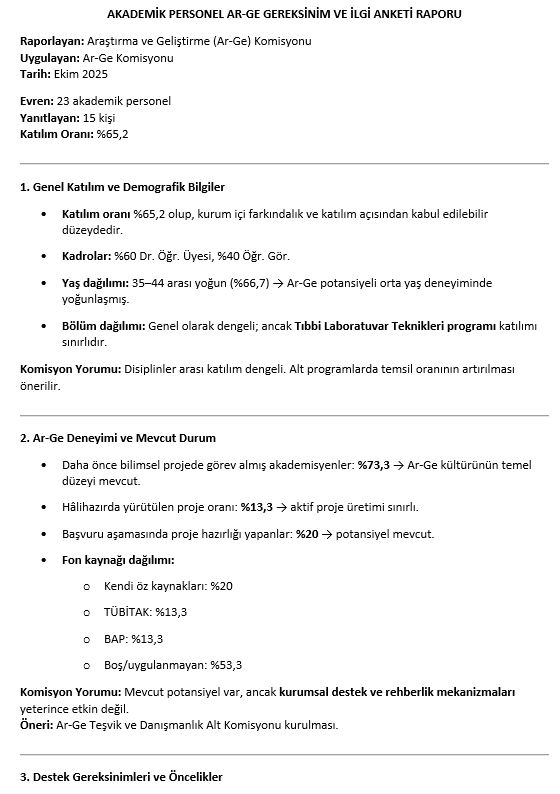 AKADEMİK PERSONEL AR-GE GEREKSİNİM VE İLGİ ANKETİ RAPORU
Raporlayan: Araştırma ve Geliştirme (Ar-Ge) Komisyonu
Uygulayan: Ar-Ge Komisyonu
Tarih: Ekim 2025
Evren: 23 akademik personel
Yanıtlayan: 15 kişi
Katılım Oranı: %65,2
1. Genel Katılım ve Demografik Bilgiler
• Katılım oranı %65,2 olup, kurum içi farkındalık ve katılım açısından kabul edilebilir
düzeydedir.
• Kadrolar: %60 Dr. Öğr. Üyesi, %40 Öğr. Gör.
• Yaş dağılımı: 35–44 arası yoğun (%66,7) → Ar-Ge potansiyeli orta yaş deneyiminde
yoğunlaşmış.
• Bölüm dağılımı: Genel olarak dengeli; ancak Tıbbi Laboratuvar Teknikleri programı katılımı
sınırlıdır.
Komisyon Yorumu: Disiplinler arası katılım dengeli. Alt programlarda temsil oranının artırılması
önerilir.
2. Ar-Ge Deneyimi ve Mevcut Durum
• Daha önce bilimsel projede görev almış akademisyenler: %73,3 → Ar-Ge kültürünün temel
düzeyi mevcut.
• Hâlihazırda yürütülen proje oranı: %13,3 → aktif proje üretimi sınırlı.
• Başvuru aşamasında proje hazırlığı yapanlar: %20 → potansiyel mevcut.
• Fon kaynağı dağılımı:
o Kendi öz kaynakları: %20
o TÜBİTAK: %13,3
o BAP: %13,3
o Boş/uygulanmayan: %53,3
Komisyon Yorumu: Mevcut potansiyel var, ancak kurumsal destek ve rehberlik mekanizmaları
yeterince etkin değil.
Öneri: Ar-Ge Teşvik ve Danışmanlık Alt Komisyonu kurulması.
3. Destek Gereksinimleri ve Öncelikler